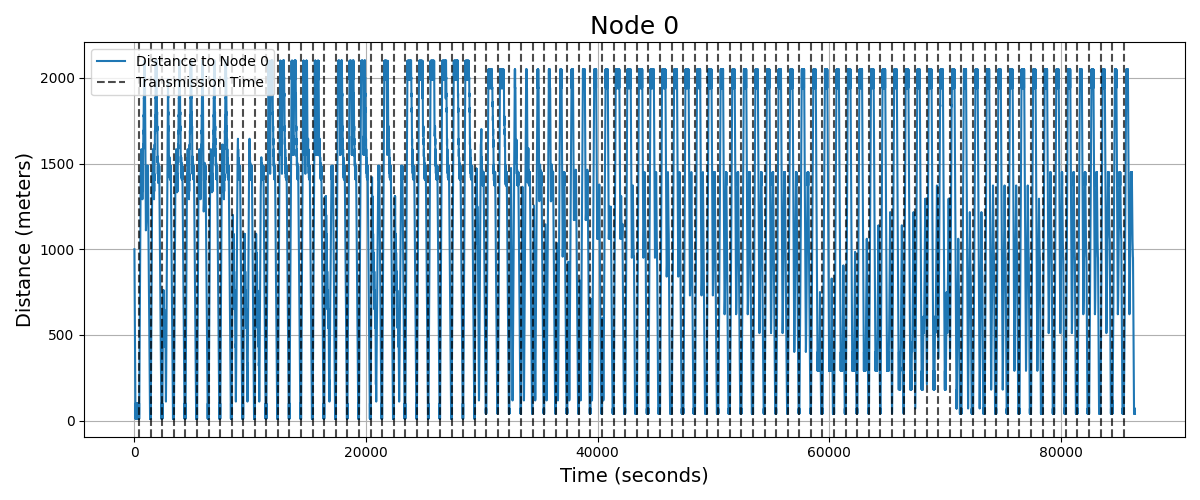 Node 0
Distance to Node 0
Transmission Time
Distance (meters)
2000
1500
1000
500
0
0 20000 40000 60000 80000
Time (seconds)